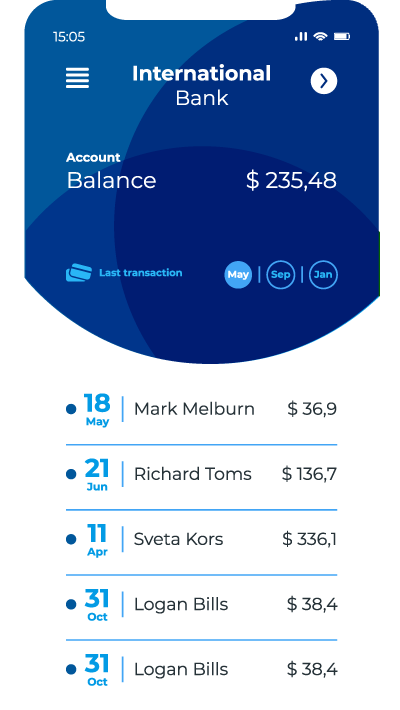 15:05
International
Bank
Account
Balance $ 235,48
Last transaction May Sep Jan
18 May Mark Melburn $ 36,9
21 Jun Richard Toms $ 136,7
11 Apr Sveta Kors $ 336,1
31 Oct Logan Bills $ 38,4
31 Oct Logan Bills $ 38,4